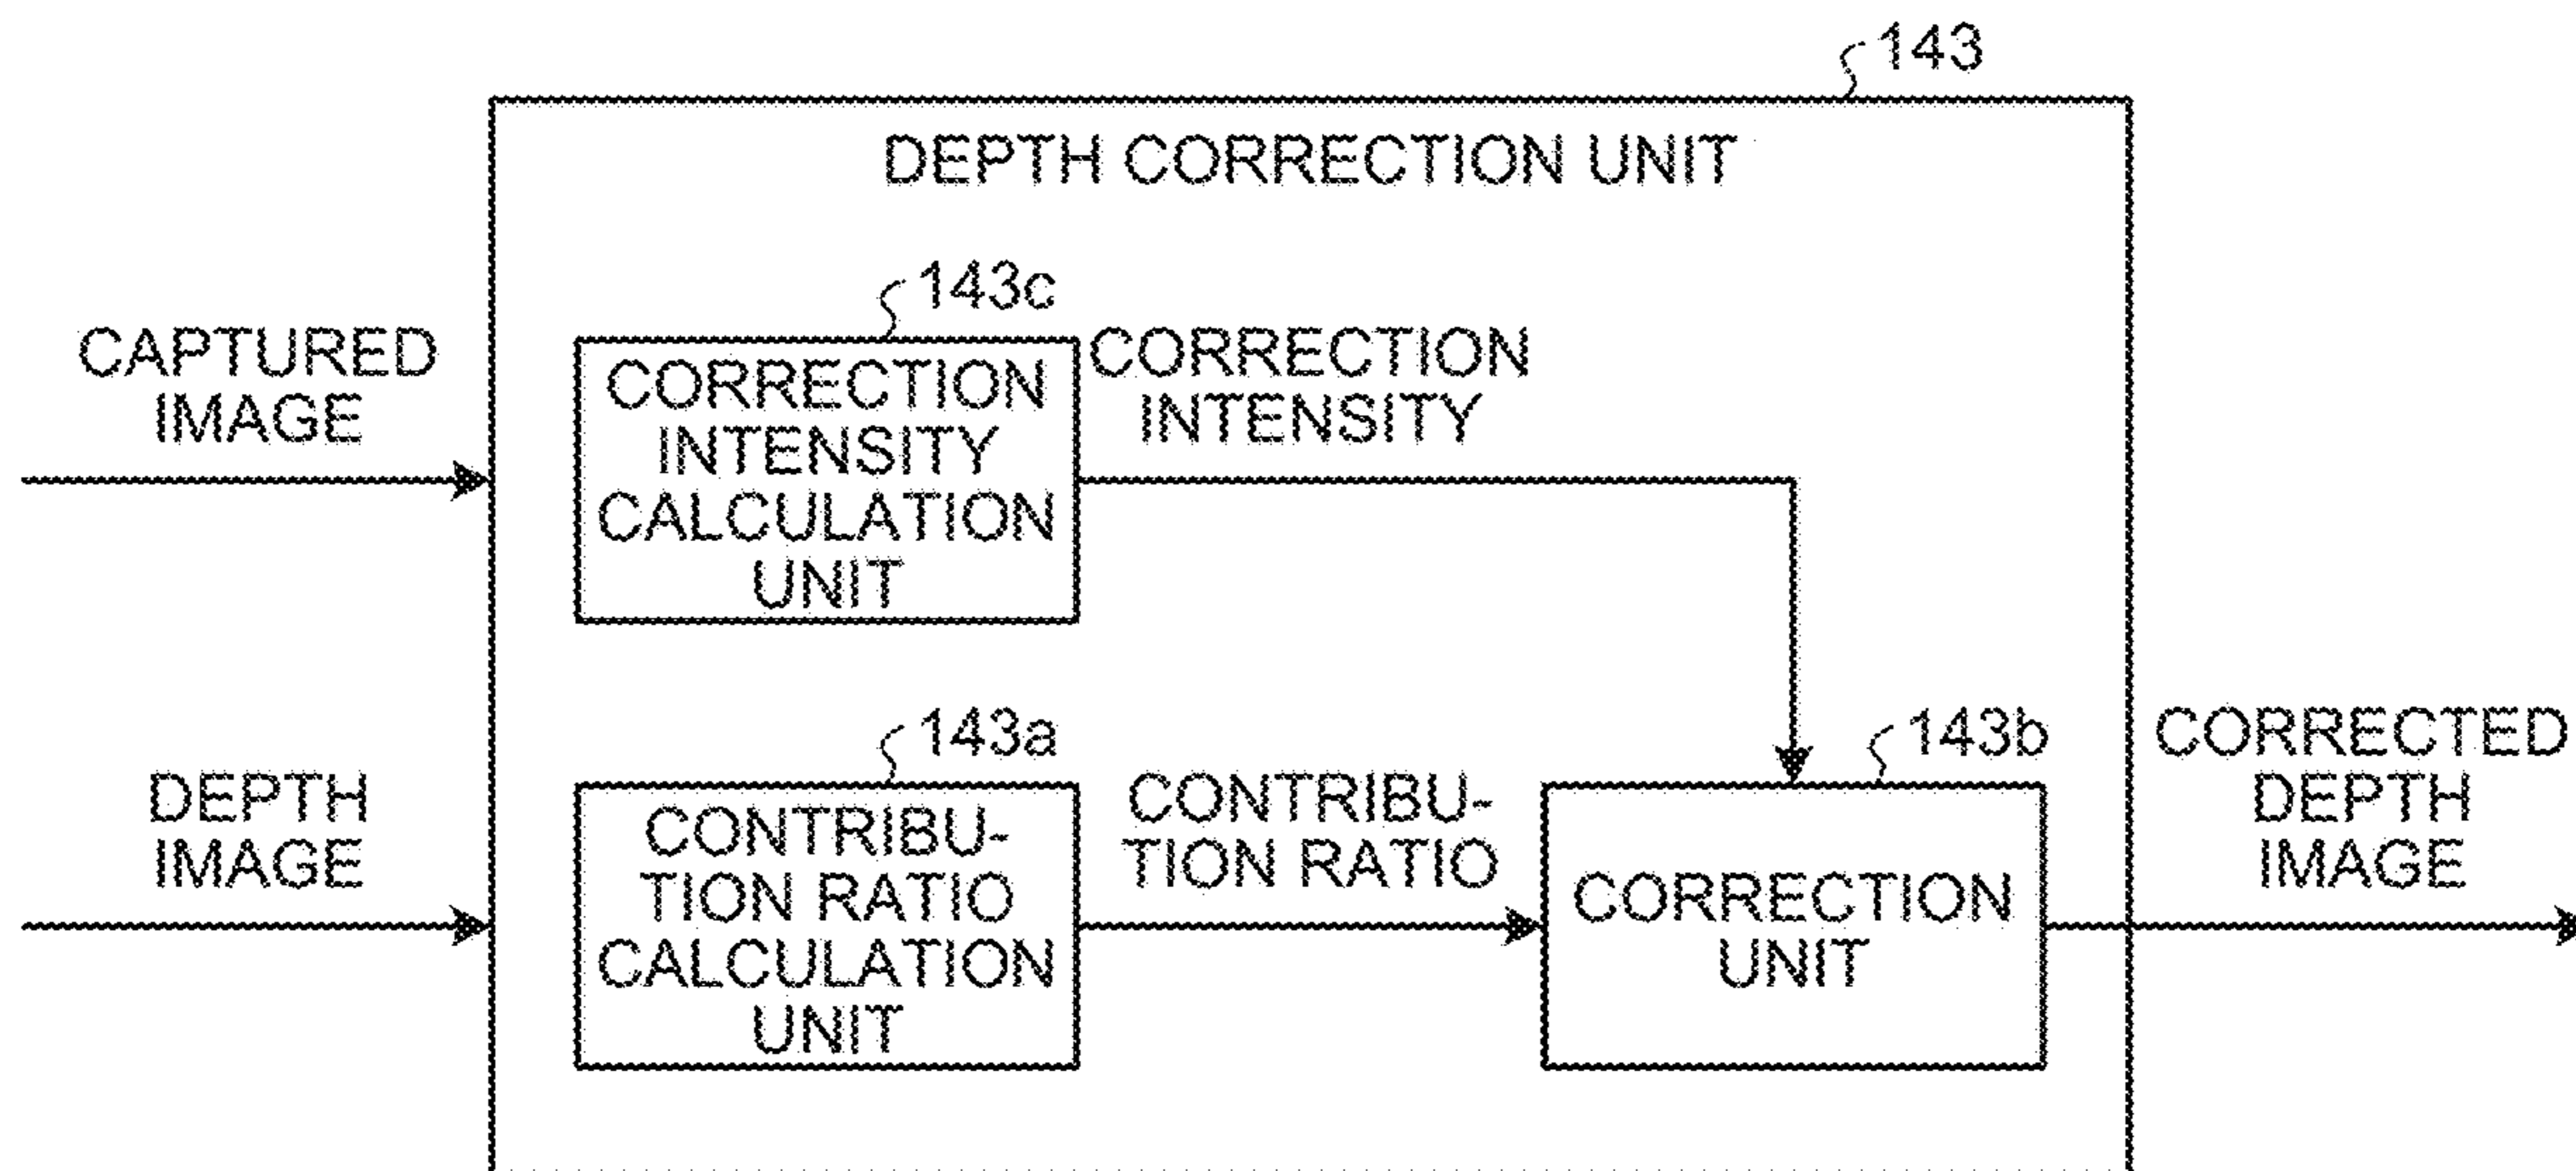 143
DEPTH CORRECTION UNIT
143c
CAPTURED
IMAGE
CORRECTION
INTENSITY
CALCULATION
UNIT
CORRECTION
INTENSITY
143a
DEPTH
IMAGE
CONTRIBU-
TION RATIO
CALCULATION
UNIT
CONTRIBU-
TION RATIO
143b
CORRECTION
UNIT
CORRECTED
DEPTH
IMAGE